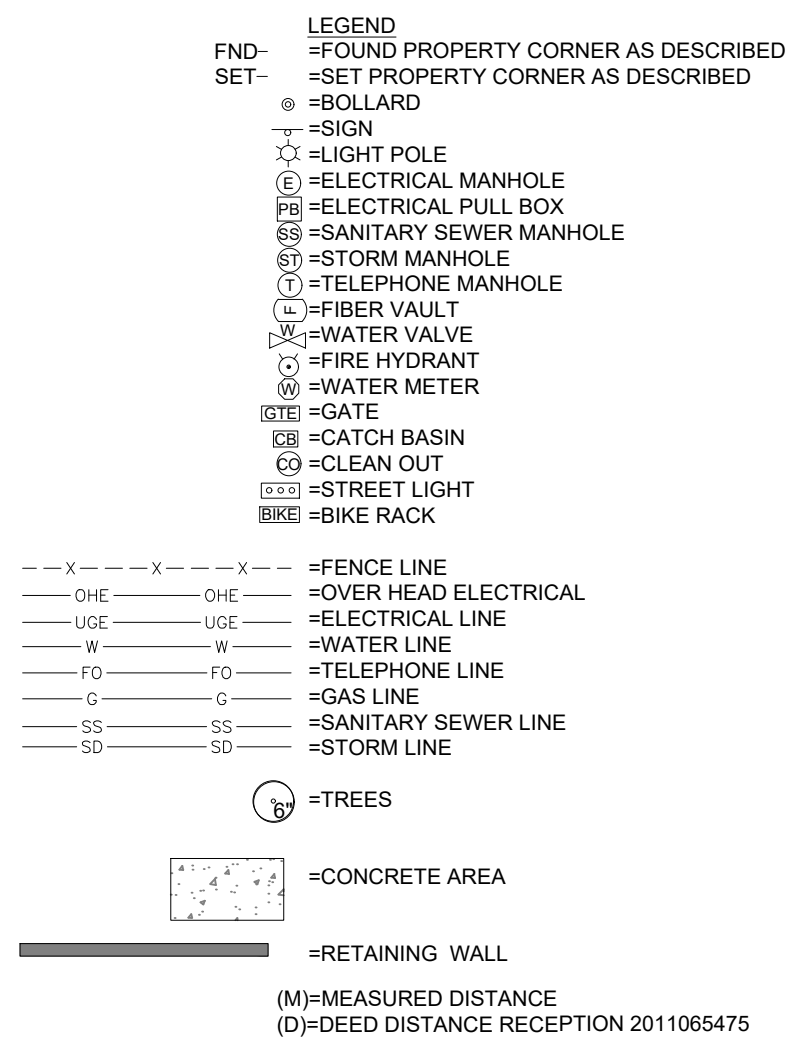 LEGEND
FND- =FOUND PROPERTY CORNER AS DESCRIBED
SET- =SET PROPERTY CORNER AS DESCRIBED
=BOLLARD
=SIGN
=LIGHT POLE
E =ELECTRICAL MANHOLE
PB =ELECTRICAL PULL BOX
SS =SANITARY SEWER MANHOLE
ST =STORM MANHOLE
T =TELEPHONE MANHOLE
F =FIBER VAULT
W =WATER VALVE
=FIRE HYDRANT
W =WATER METER
GTE =GATE
CB =CATCH BASIN
CO =CLEAN OUT
=STREET LIGHT
BIKE =BIKE RACK
X X X =FENCE LINE
OHE OHE =OVER HEAD ELECTRICAL
UGE UGE =ELECTRICAL LINE
W W =WATER LINE
FO FO =TELEPHONE LINE
G G =GAS LINE
SS SS =SANITARY SEWER LINE
SD SD =STORM LINE
6" =TREES
=CONCRETE AREA
=RETAINING WALL
(M)=MEASURED DISTANCE
(D)=DEED DISTANCE RECEPTION 2011065475